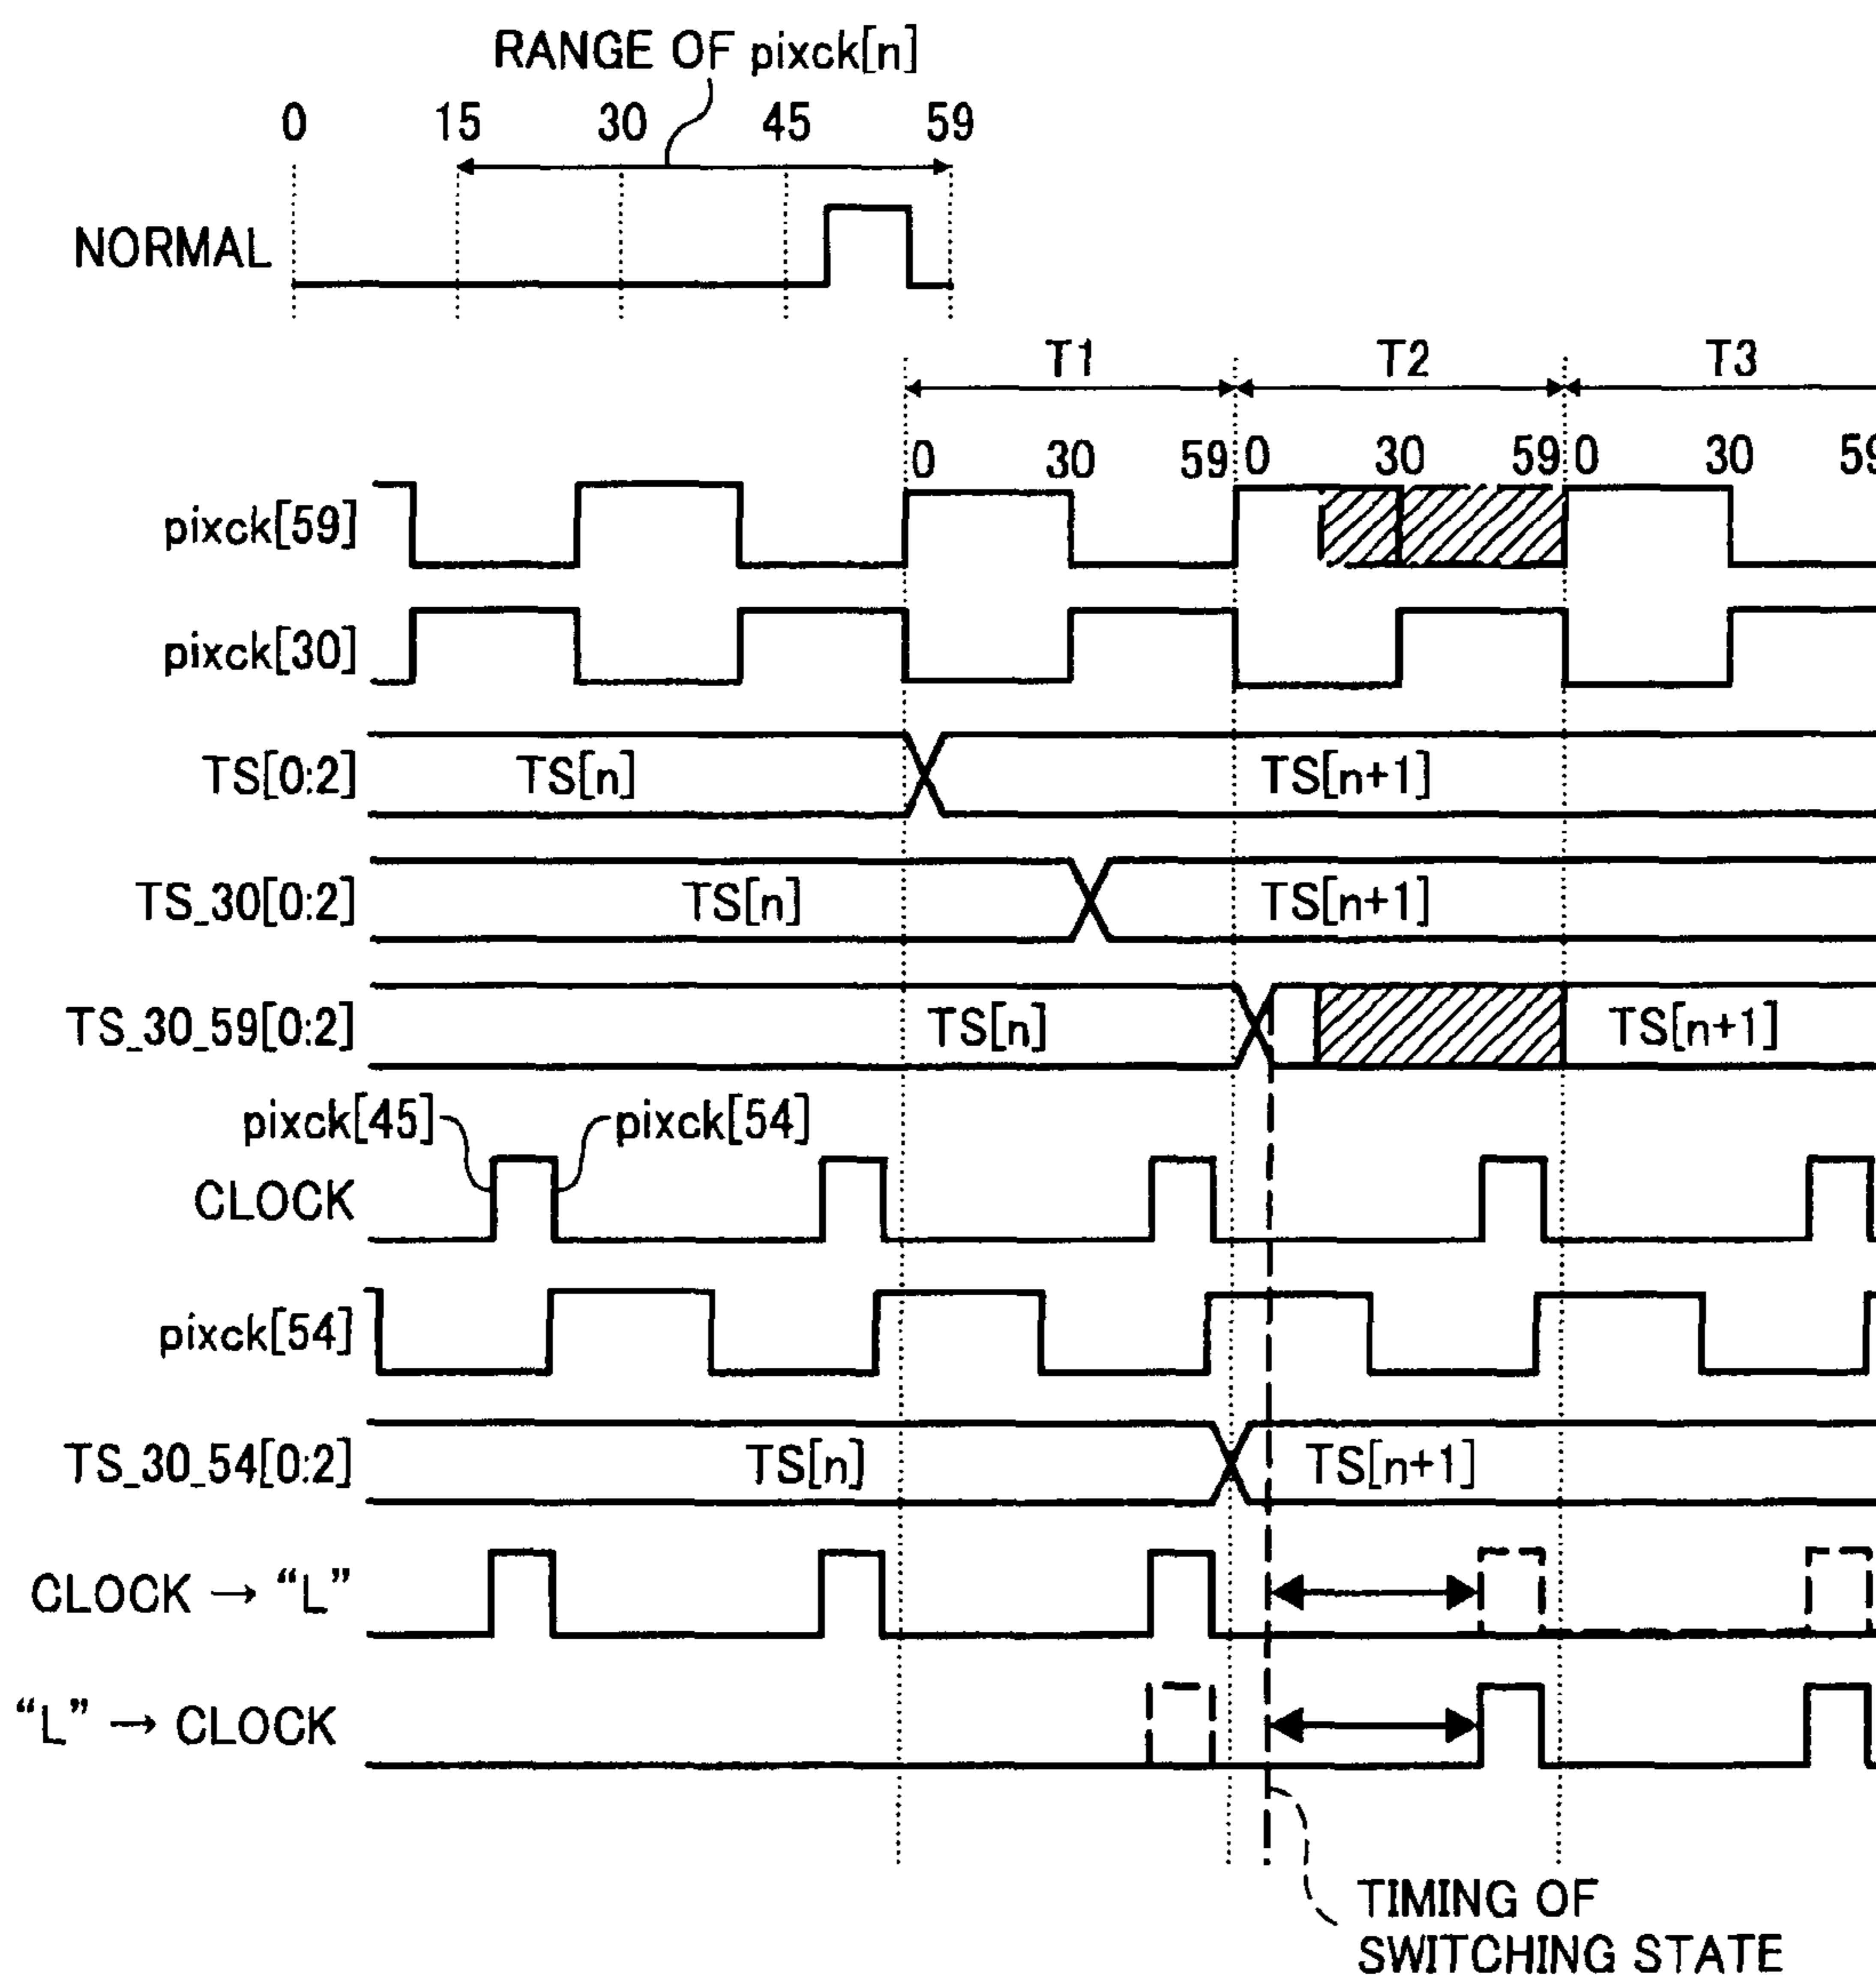 RANGE OF pixck[n]
0 15 30 45 59
NORMAL
T1 T2 T3
0 30 59 0 30 59 0 30 59
pixck[59]
pixck[30]
TS[0:2] TS[n] TS[n+1]
TS_30[0:2] TS[n] TS[n+1]
TS_30_59[0:2] TS[n] TS[n+1]
pixck[45] pixck[54]
CLOCK
pixck[54]
TS_30_54[0:2] TS[n] TS[n+1]
CLOCK → “L”
“L” → CLOCK
TIMING OF
SWITCHING STATE